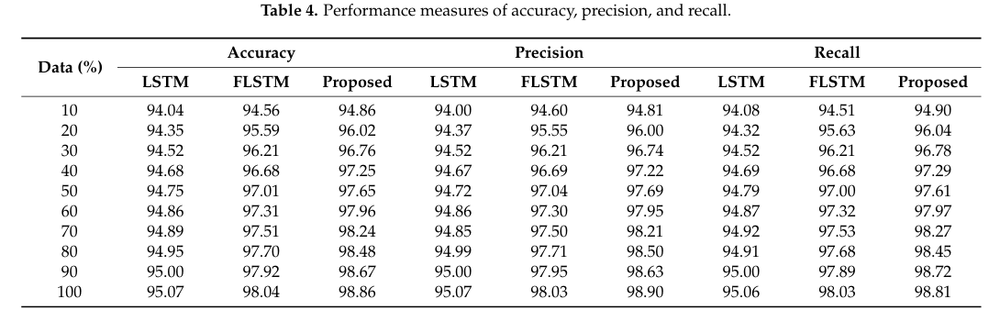 Table 4. Performance measures of accuracy, precision, and recall.
Data (%) Accuracy Precision Recall
LSTM FLSTM Proposed LSTM FLSTM Proposed LSTM FLSTM Proposed
10 94.04 94.56 94.86 94.00 94.60 94.81 94.08 94.51 94.90
20 94.35 95.59 96.02 94.37 95.55 96.00 94.32 95.63 96.04
30 94.52 96.21 96.76 94.52 96.21 96.74 94.52 96.21 96.78
40 94.68 96.68 97.25 94.67 96.69 97.22 94.69 96.68 97.29
50 94.75 97.01 97.65 94.72 97.04 97.69 94.79 97.00 97.61
60 94.86 97.31 97.96 94.86 97.30 97.95 94.87 97.32 97.97
70 94.89 97.51 98.24 94.85 97.50 98.21 94.92 97.53 98.27
80 94.95 97.70 98.48 94.99 97.71 98.50 94.91 97.68 98.45
90 95.00 97.92 98.67 95.00 97.95 98.63 95.00 97.89 98.72
100 95.07 98.04 98.86 95.07 98.03 98.90 95.06 98.03 98.81